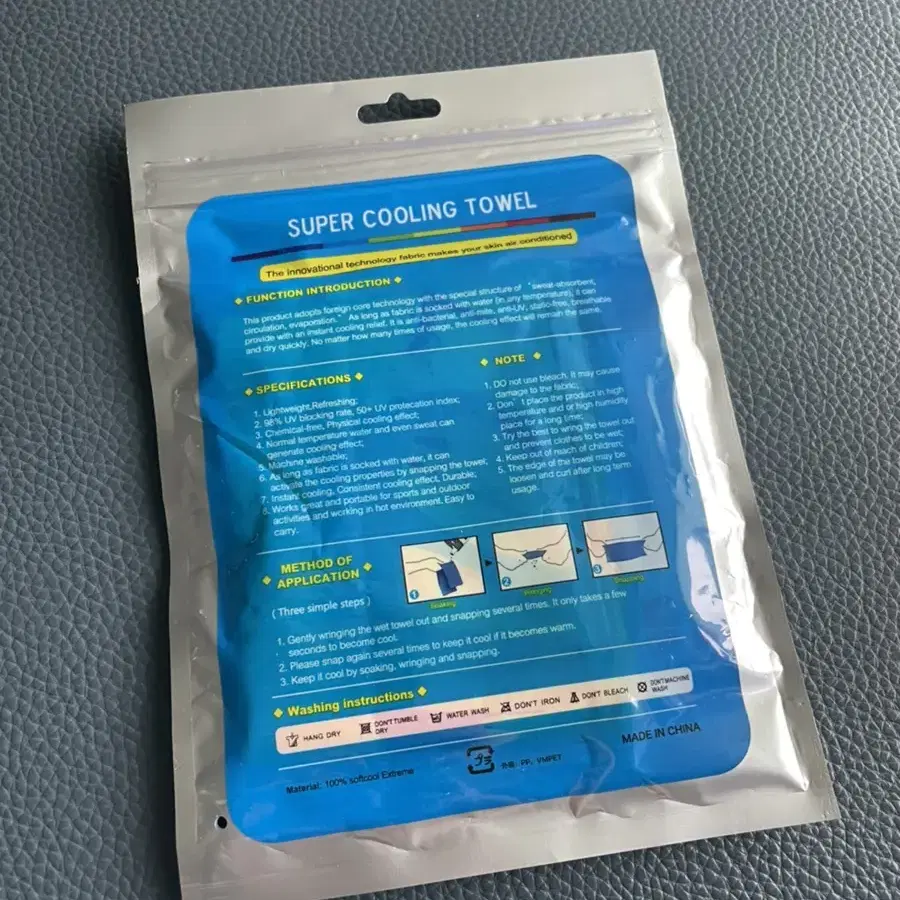 SUPER COOLING TOWEL
The innovational technology fabric makes your skin air conditioned
◆ FUNCTION INTRODUCTION ◆
This product adopts foreign core technology with the special structure of "sweat-absorbent,
circulation, evaporation." As long as fabric is socked with water (in any temperature), it can
provide with an instant cooling relief. It is anti-bacterial, anti-mite, anti-UV, static-free, breathable
and dry quickly. No matter how many times of usage, the cooling effect will remain the same.
◆ SPECIFICATIONS ◆
1. Lightweight,Refreshing;
2. 98% UV blocking rate, 50+ UV protecation index;
3. Chemical-free, Physical cooling effect;
4. Normal temperature water and even sweat can
generate cooling effect;
5. Machine washable;
6. As long as fabric is socked with water, it can
activate the cooling properties by snapping the towel;
7. Instant cooling, Consistent cooling effect, Durable;
8. Works great and portable for sports and outdoor
activities and working in hot environment, Easy to
carry.
◆ NOTE ◆
1. DO not use bleach. It may cause
damage to the fabric;
2. Don't place the product in high
temperature and or high humidity
place for a long time;
3. Try the best to wring the towel out
and prevent clothes to be wet;
4. Keep out of reach of children;
5. The edge of the towel may be
loosen and curl after long term
usage.
◆ METHOD OF
APPLICATION ◆
( Three simple steps )
1
Soaking
2
Wringing
3
Snapping
1. Gently wringing the wet towel out and snapping several times. It only takes a few
seconds to become cool.
2. Please snap again several times to keep it cool if it becomes warm.
3. Keep it cool by soaking, wringing and snapping.
◆ Washing instructions ◆
HANG DRY
DON'T TUMBLE
DRY
WATER WASH
DON'T IRON
DON'T BLEACH
DON'T MACHINE
WASH
Material: 100% softcool Extreme
プラ
外袋: PP, VMPET
MADE IN CHINA